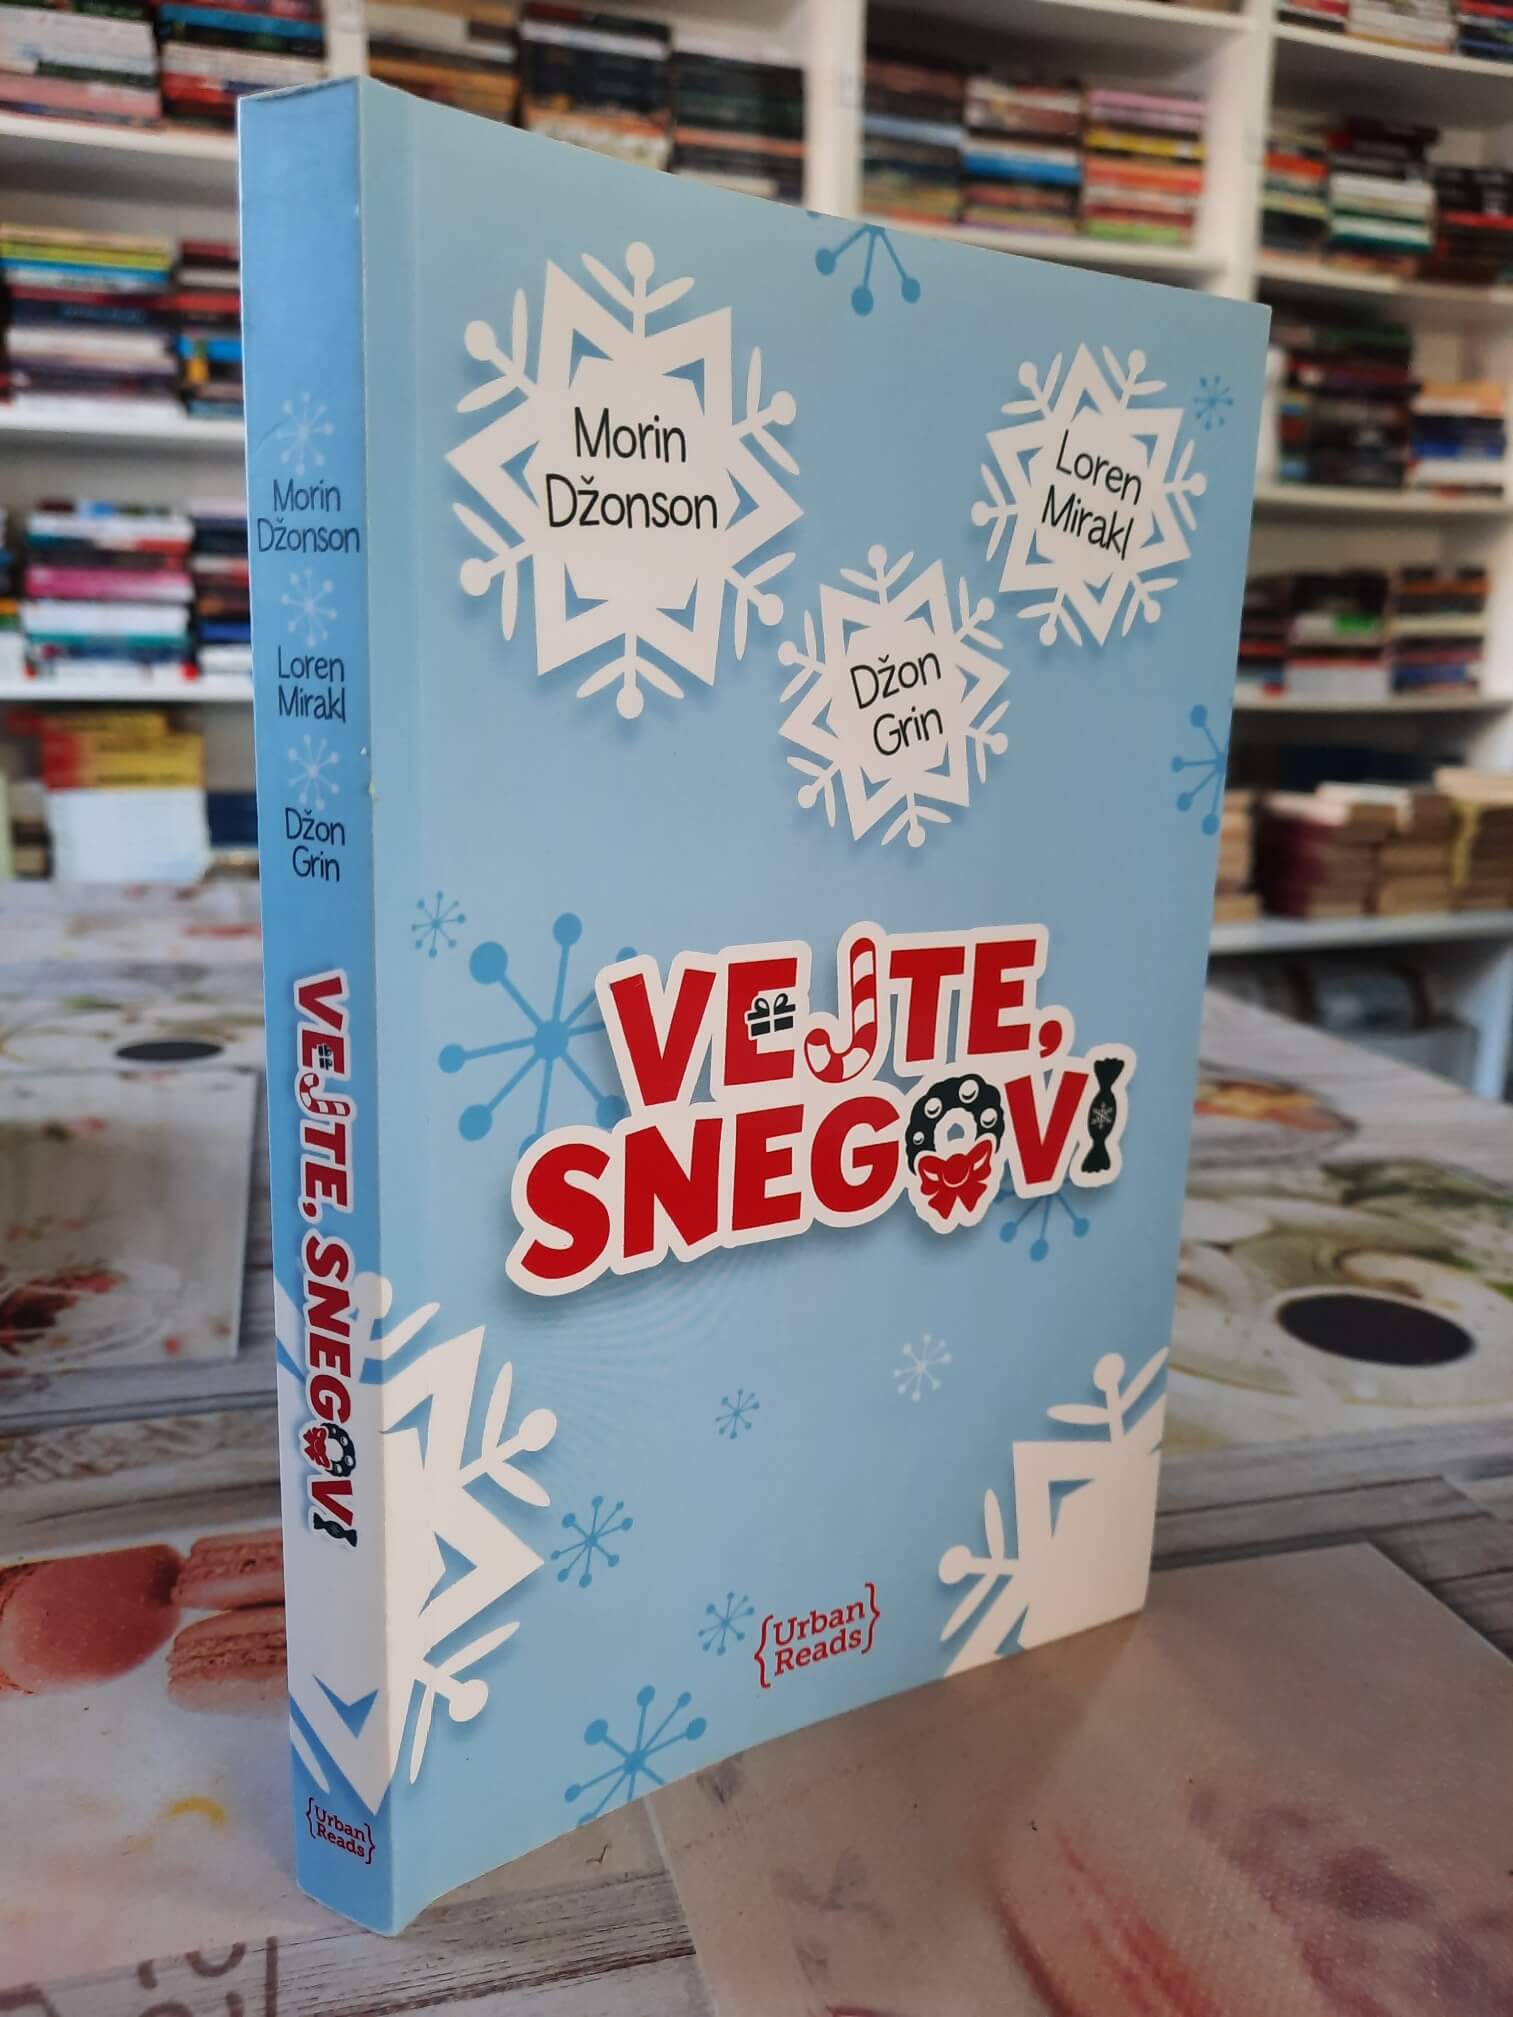 Morin
Džonson
Loren
Mirakl
Džon
Grin
VEJTE, SNEGOVI
{Urban
Reads}
Morin
Džonson
Loren
Mirakl
Džon
Grin
VEJTE,
SNEGOVI
{Urban
Reads}